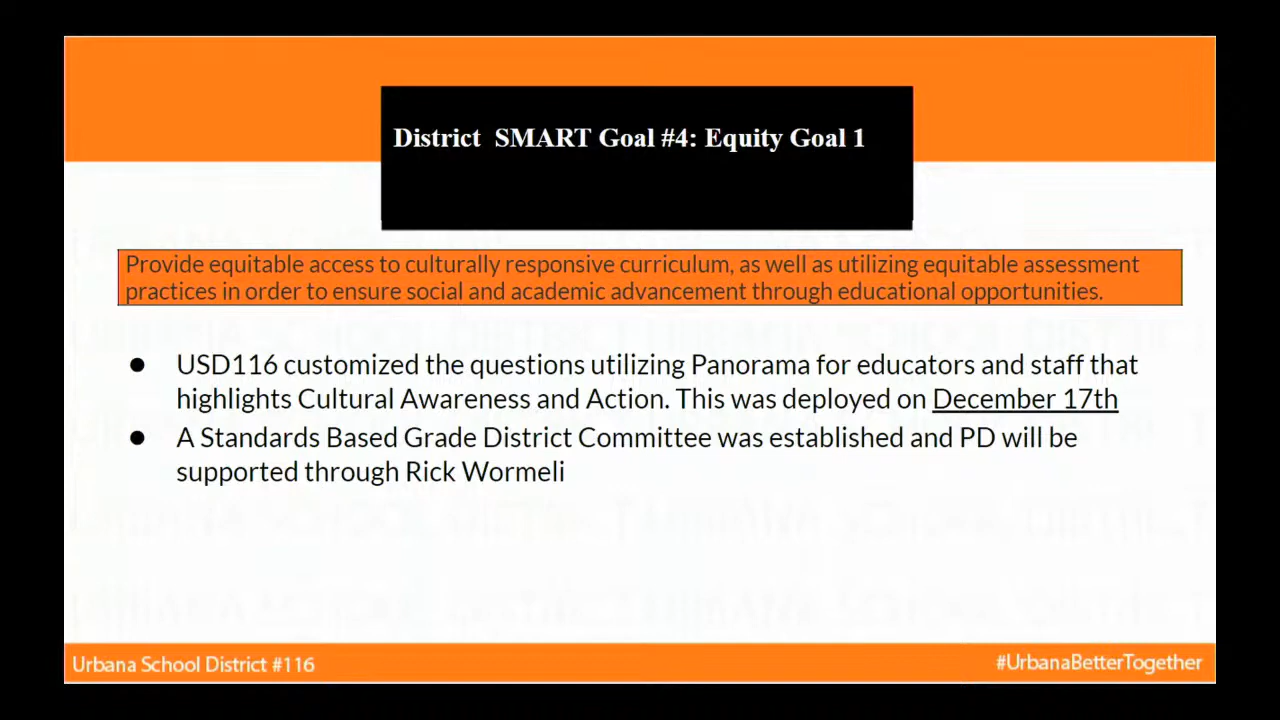 District SMART Goal #4: Equity Goal 1
Provide equitable access to culturally responsive curriculum, as well as utilizing equitable assessment
practices in order to ensure social and academic advancement through educational opportunities.
● USD116 customized the questions utilizing Panorama for educators and staff that
highlights Cultural Awareness and Action. This was deployed on December 17th
● A Standards Based Grade District Committee was established and PD will be
supported through Rick Wormeli
Urbana School District #116
#UrbanaBetterTogether